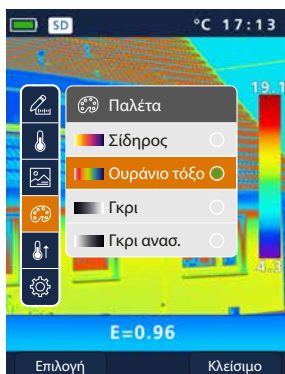 SD °C 17:13
19.1
Παλέτα
Σίδηρος
Ουράνιο τόξο
Γκρι
Γκρι ανασ.
4.3
E=0.96
Επιλογή Κλείσιμο